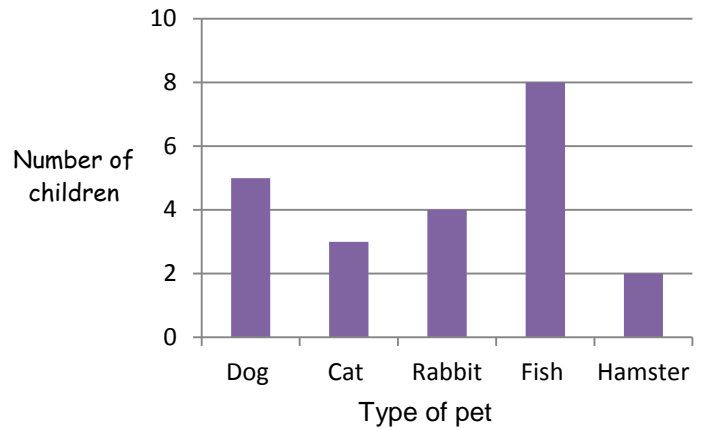 10
8
6
4
2
0
Number of
children
Dog Cat Rabbit Fish Hamster
Type of pet